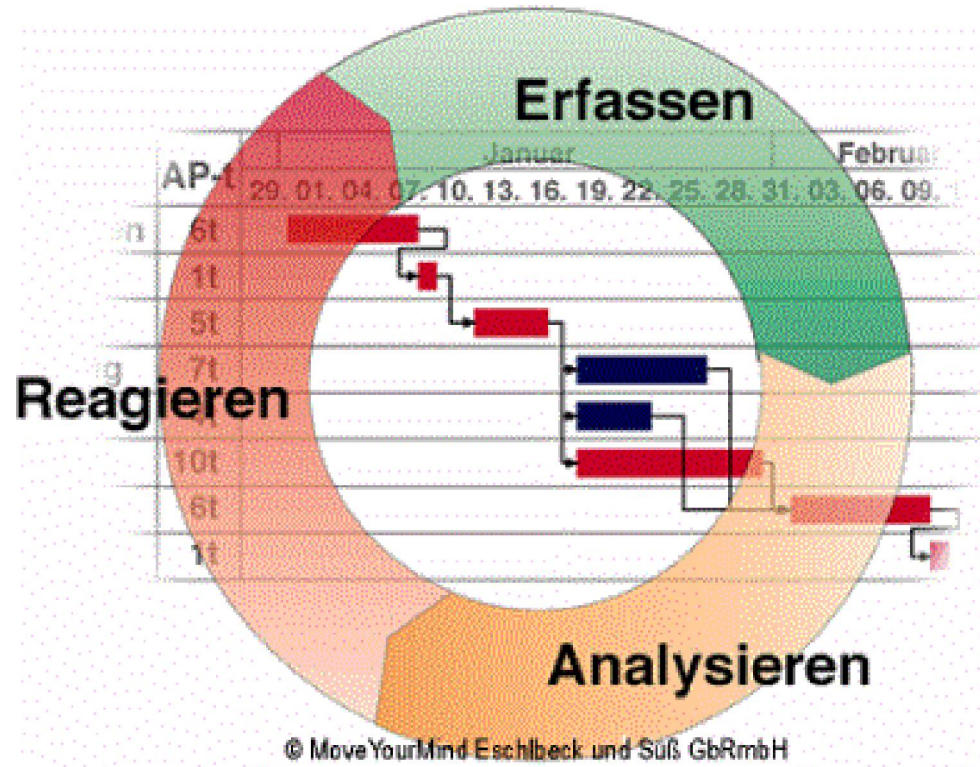 Erfassen
Januar
Februar
AP-t
29. 01. 04. 07. 10. 13. 16. 19. 22. 25. 28. 31. 03. 06. 09.
n
6t
1t
5t
g
7t
Reagieren
10t
6t
1t
Analysieren
© MoveYourMind Eschlbeck und Süß GbRmbH